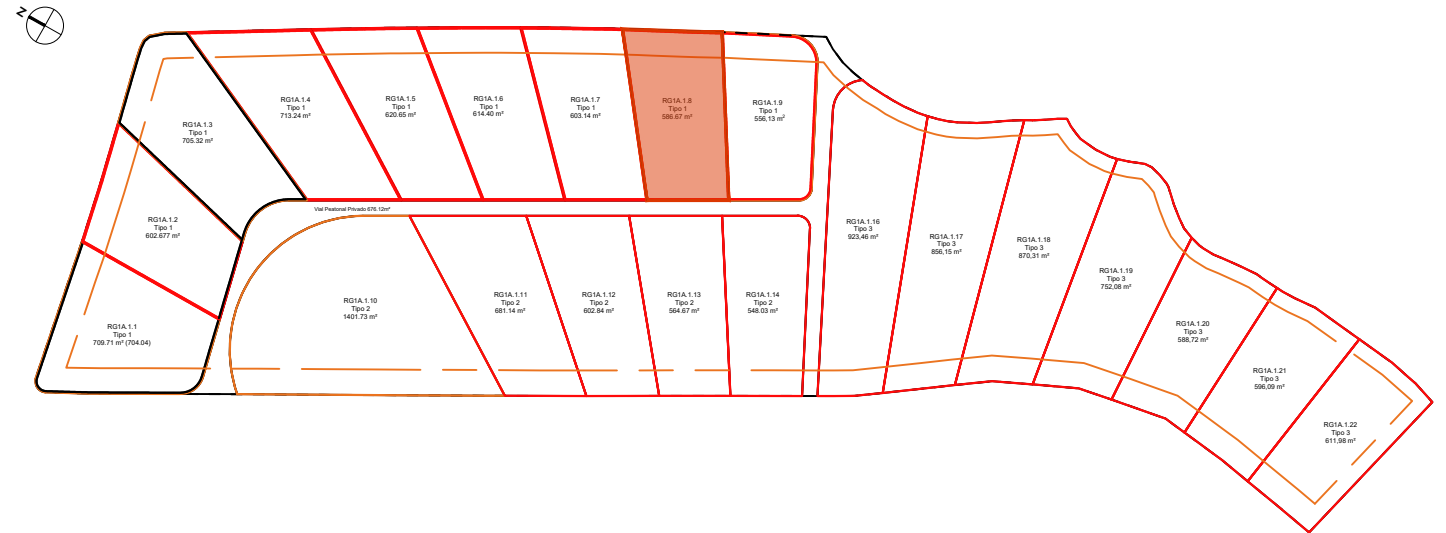 N
RG1A.1.4
Tipo 1
713.24 m²
RG1A.1.5
Tipo 1
620.65 m²
RG1A.1.6
Tipo 1
614.40 m²
RG1A.1.7
Tipo 1
603.14 m²
RG1A.1.8
Tipo 1
586.67 m²
RG1A.1.9
Tipo 1
556,13 m²
RG1A.1.3
Tipo 1
705.32 m²
RG1A.1.2
Tipo 1
602.677 m²
RG1A.1.1
Tipo 1
709.71 m² (704.04)
Vial Peatonal Privado 676.12m²
RG1A.1.10
Tipo 2
1401.73 m²
RG1A.1.11
Tipo 2
681.14 m²
RG1A.1.12
Tipo 2
602.84 m²
RG1A.1.13
Tipo 2
564.67 m²
RG1A.1.14
Tipo 2
548.03 m²
RG1A.1.16
Tipo 3
923,46 m²
RG1A.1.17
Tipo 3
856,15 m²
RG1A.1.18
Tipo 3
870,31 m²
RG1A.1.19
Tipo 3
752,08 m²
RG1A.1.20
Tipo 3
588,72 m²
RG1A.1.21
Tipo 3
596,09 m²
RG1A.1.22
Tipo 3
611,98 m²